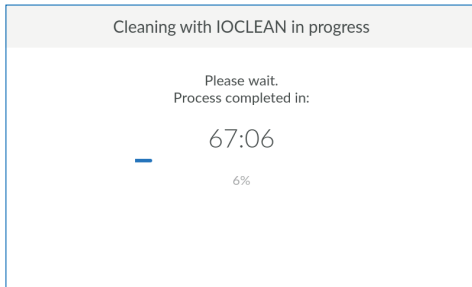 Cleaning with IOCLEAN in progress
Please wait.
Process completed in:
67:06
6%